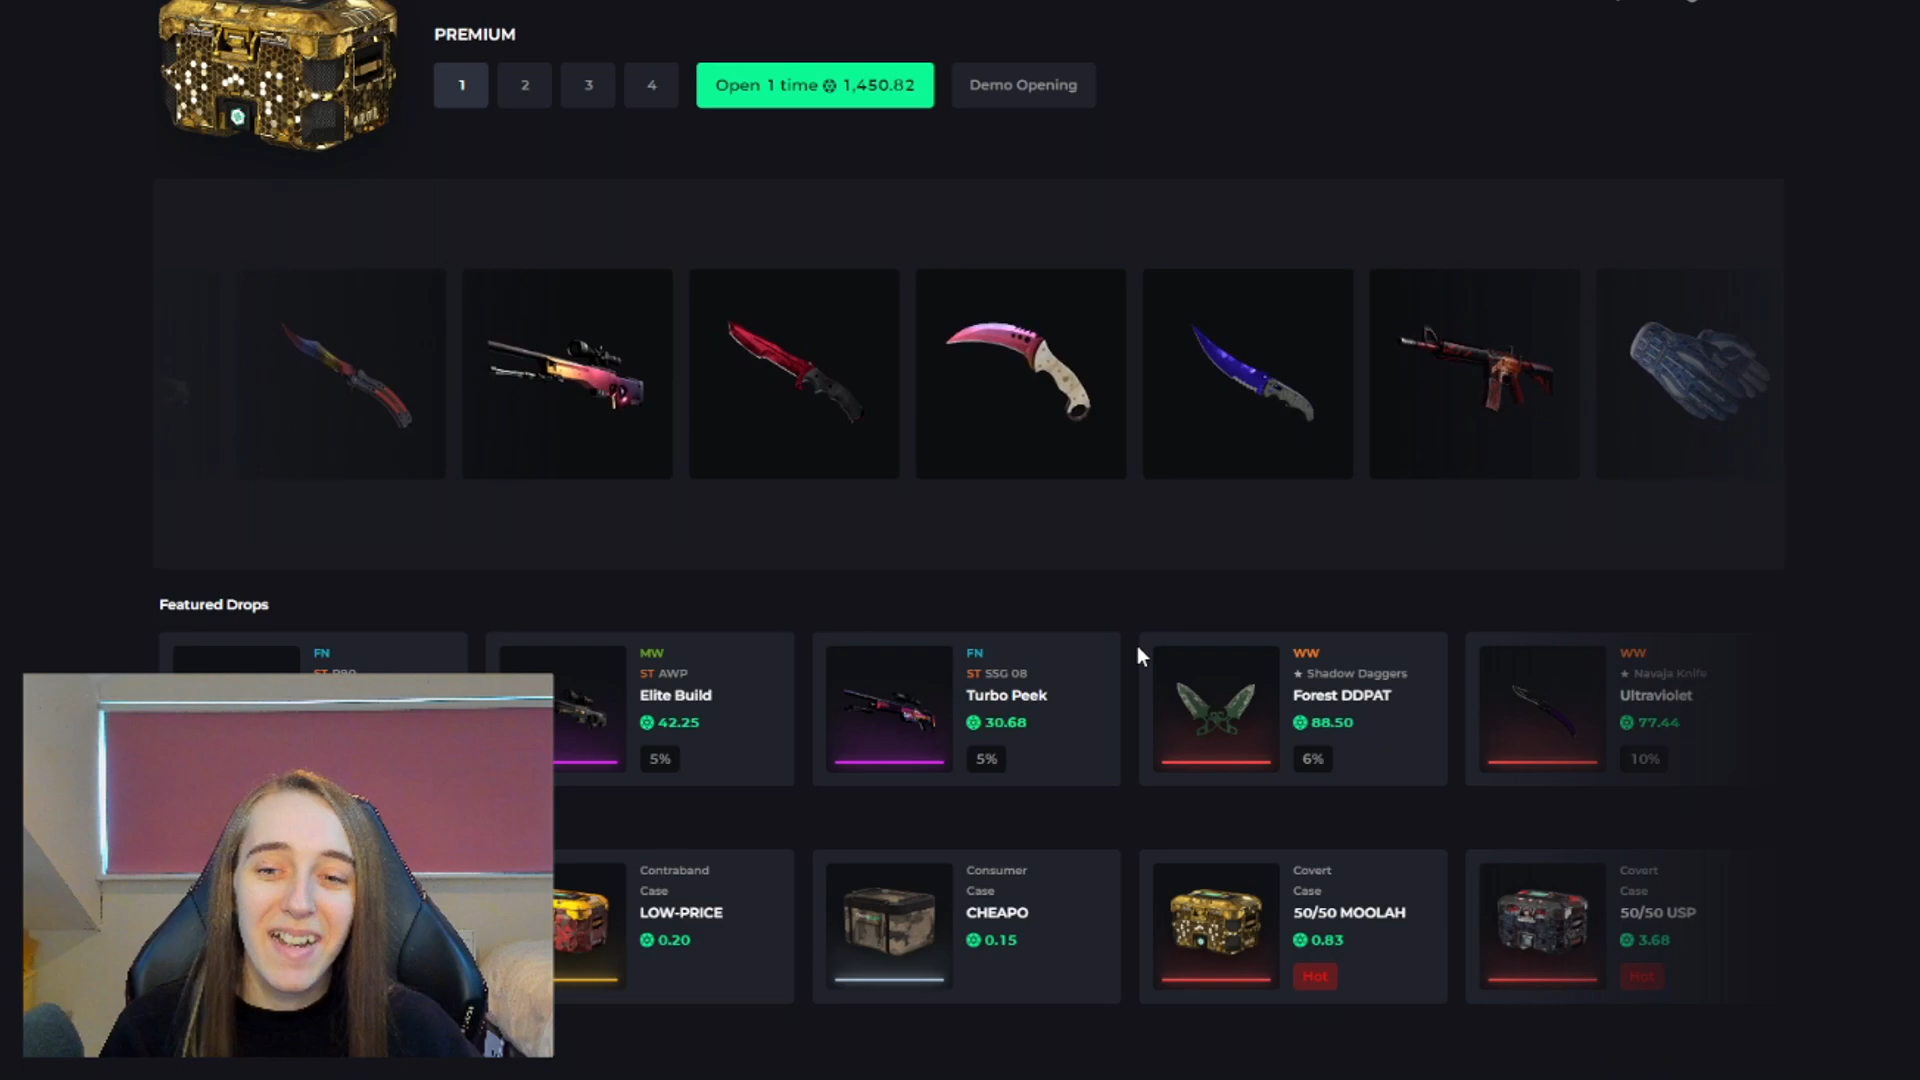 PREMIUM
1 2 3 4 Open 1 time 1,450.82 Demo Opening
Featured Drops
FN
ST P90
MW
ST AWP
Elite Build
42.25
5%
FN
ST SSG 08
Turbo Peek
30.68
5%
WW
★ Shadow Daggers
Forest DDPAT
88.50
6%
WW
★ Navaja Knife
Ultraviolet
77.44
10%
Contraband
Case
LOW-PRICE
0.20
Consumer
Case
CHEAPO
0.15
Covert
Case
50/50 MOOLAH
0.83
Hot
Covert
Case
50/50 USP
3.68
Hot